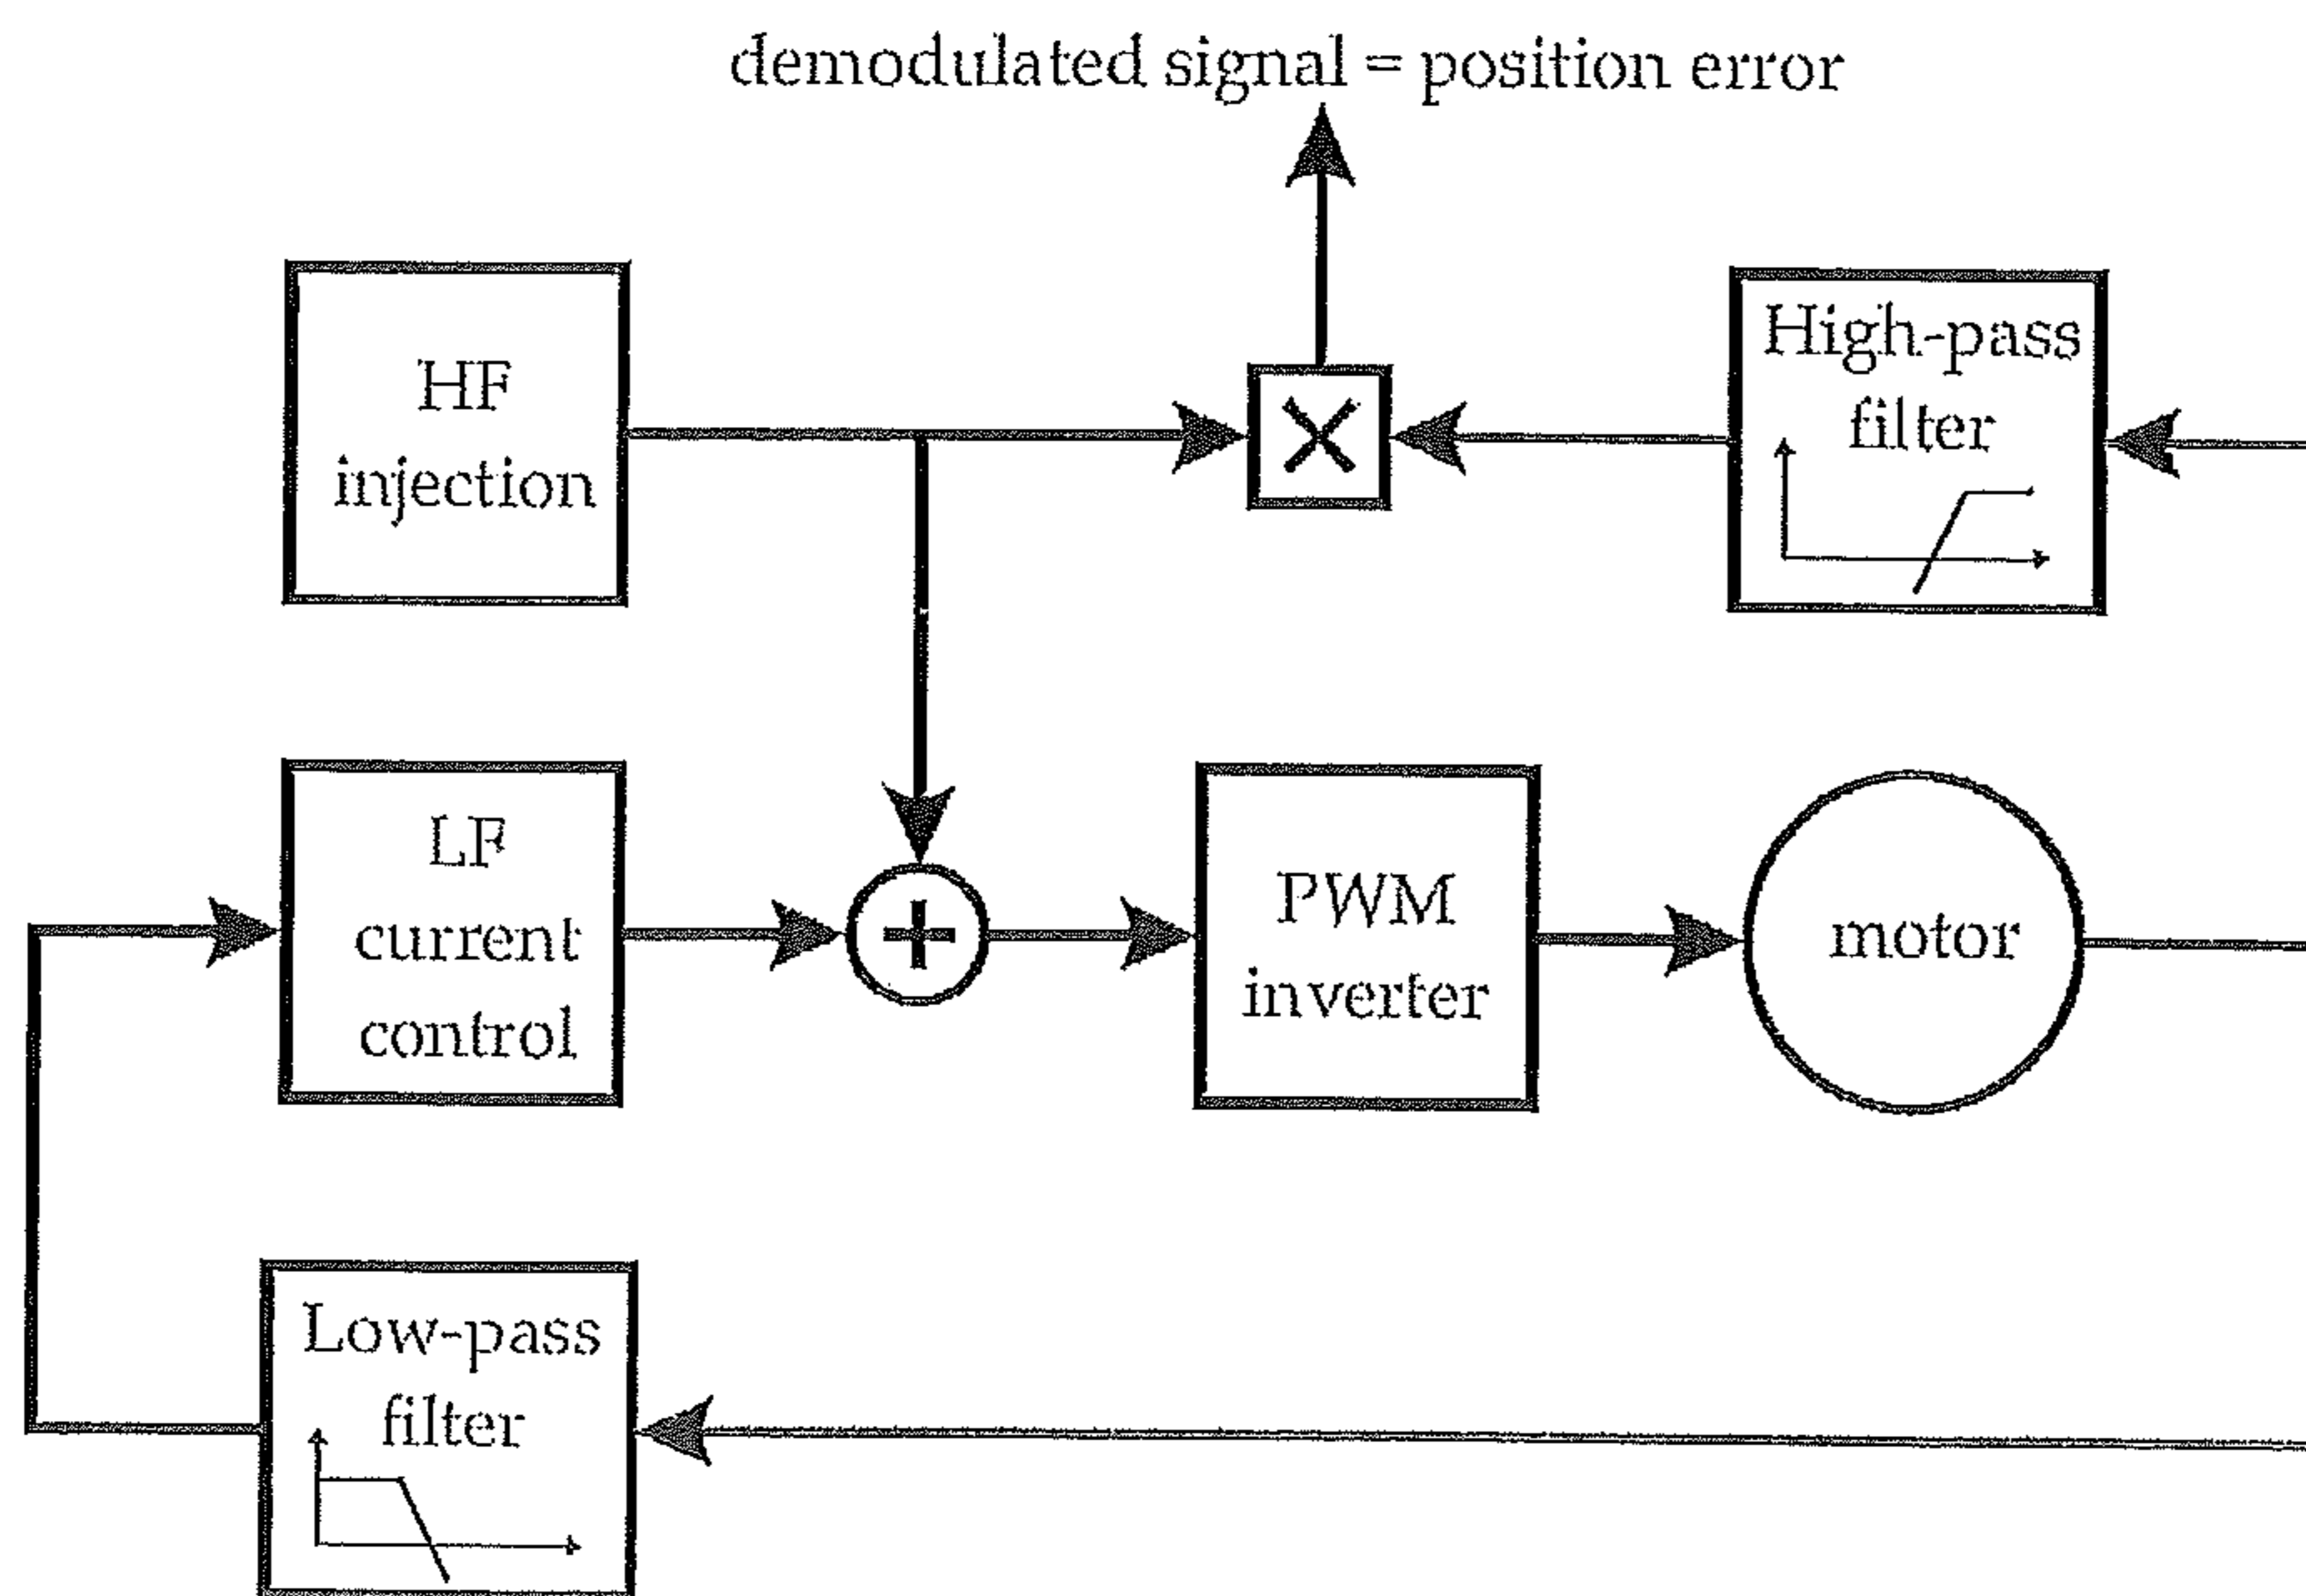 demodulated signal = position error
HF
injection
×
High-pass
filter
LF
current
control
+
PWM
inverter
motor
Low-pass
filter